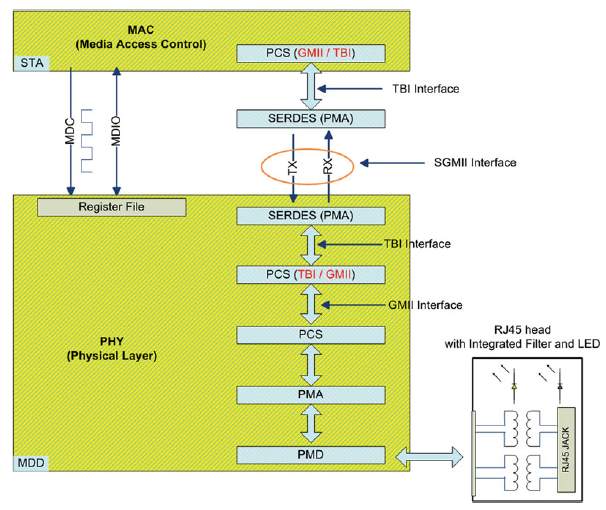 MAC
(Media Access Control)
STA
PCS (GMII / TBI)
TBI Interface
SERDES (PMA)
MDC
MDIO
TX
RX
SGMII Interface
Register File
SERDES (PMA)
TBI Interface
PCS (TBI / GMII)
GMII Interface
PCS
PHY
(Physical Layer)
PMA
PMD
MDD
RJ45 head
with Integrated Filter and LED
RJ45 JACK